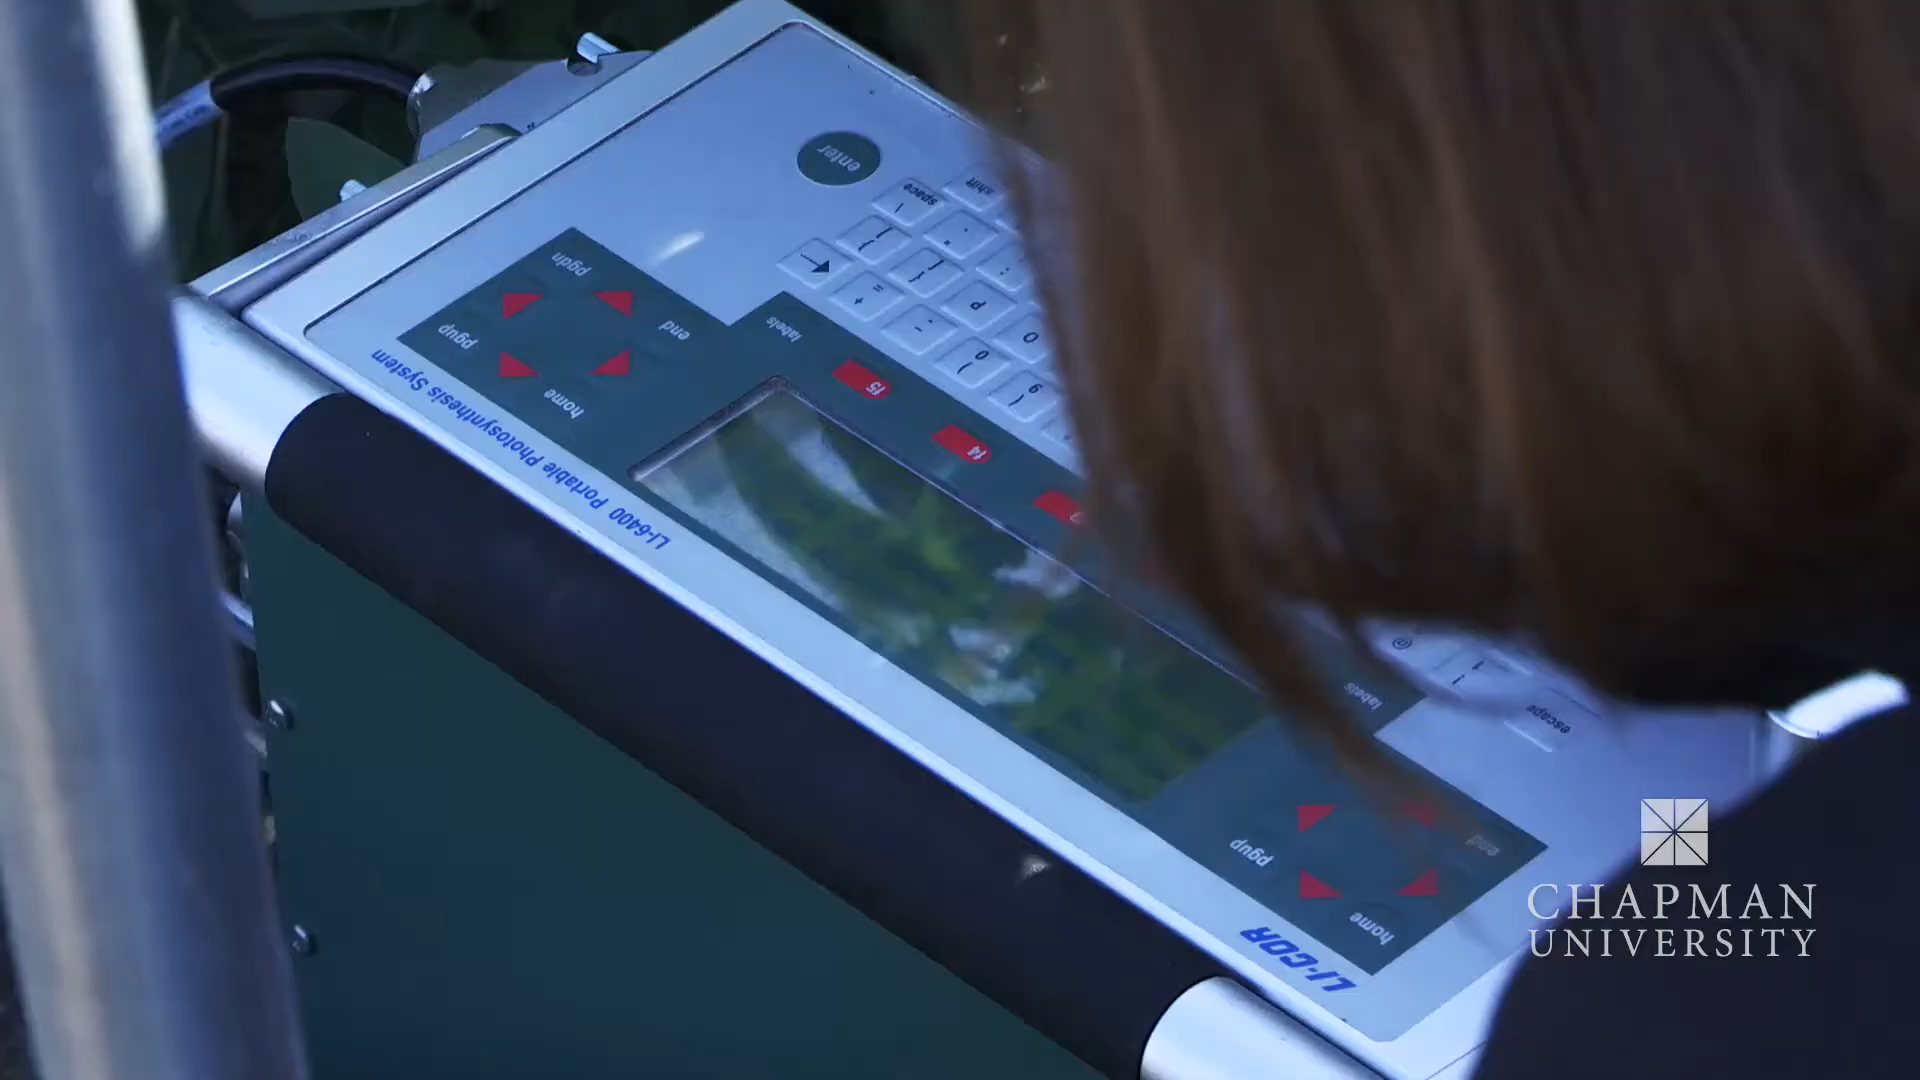 LI-COR
LI-6400 Portable Photosynthesis System
enter
space
shift
pgdn
pgup
end
home
labels
f5
f4
labels
escape
pgup
end
home
CHAPMAN
UNIVERSITY